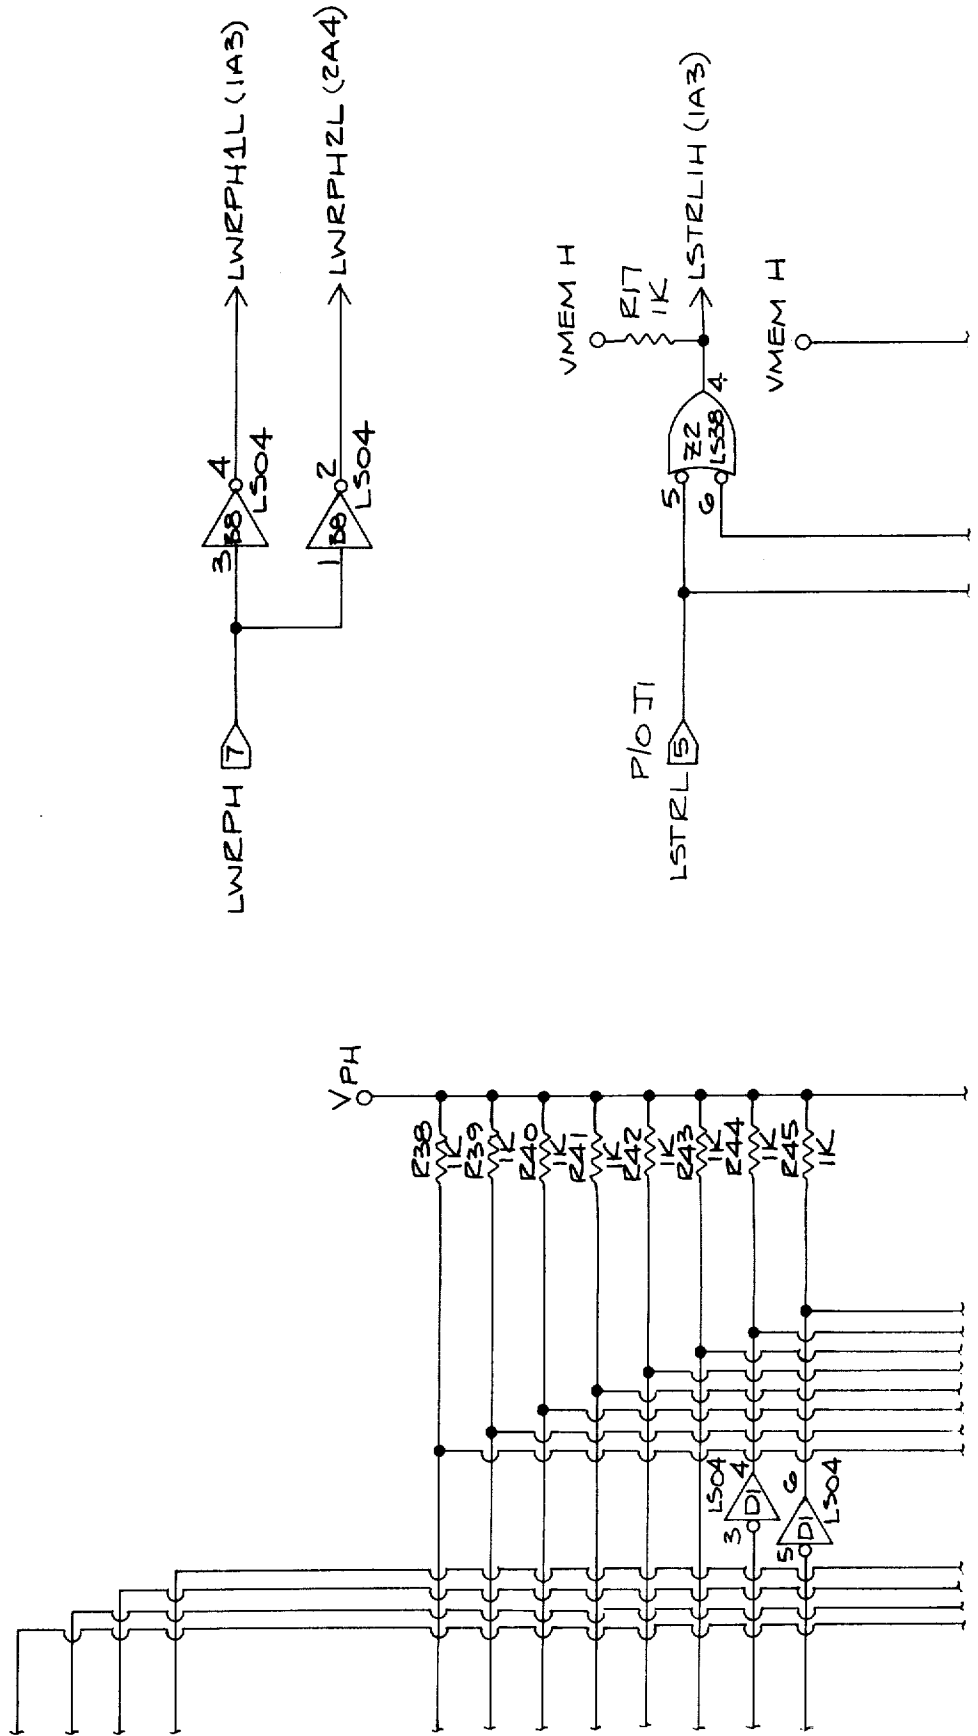 LWRPH 7
3 B8 4
LS04
LWRPH1L (1A3)
1 B8 2
LS04
LWRPH2L (2A4)
P/O J1
LSTRL 5
5
6
Z2
LS38
4
VMEM H
R17
1K
LSTRL1H (1A3)
VMEM H
VPH
R38
1K
R39
1K
R40
1K
R41
1K
R42
1K
R43
1K
R44
1K
R45
1K
LS04
3 D1 4
5 D1 6
LS04